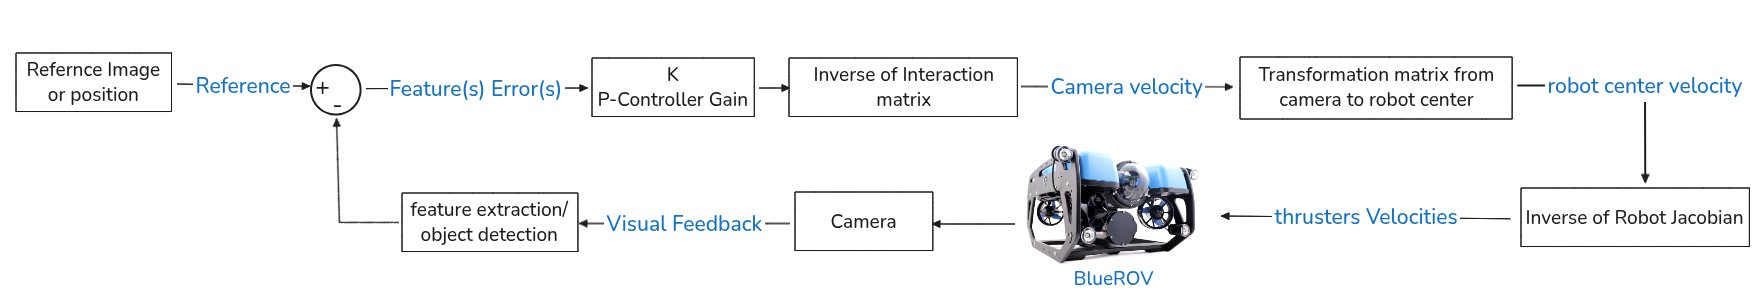 Refernce Image
or position
Reference
+
-
Feature(s) Error(s)
K
P-Controller Gain
Inverse of Interaction
matrix
Camera velocity
Transformation matrix from
camera to robot center
robot center velocity
Inverse of Robot Jacobian
thrusters Velocities
BlueROV
Camera
Visual Feedback
feature extraction/
object detection